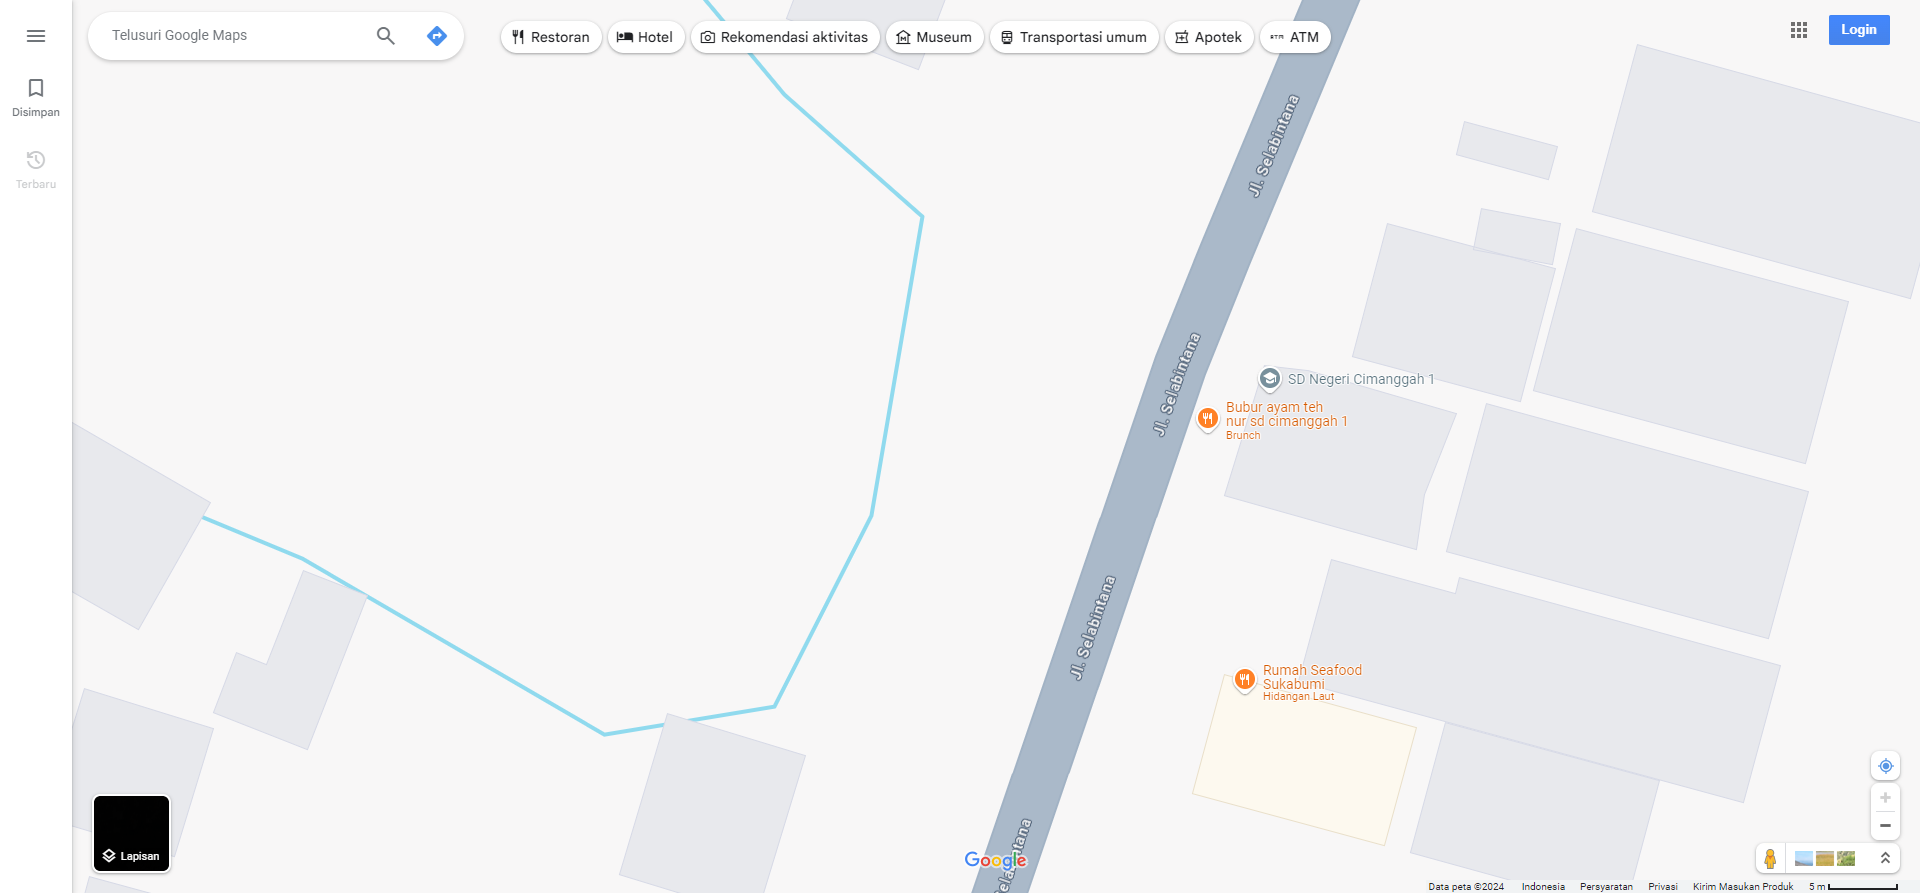 Telusuri Google Maps
Restoran
Hotel
Rekomendasi aktivitas
Museum
Transportasi umum
Apotek
ATM
Login
Disimpan
Terbaru
Jl. Selabintana
Jl. Selabintana
SD Negeri Cimanggah 1
Bubur ayam teh
nur sd cimanggah 1
Brunch
Jl. Selabintana
Rumah Seafood
Sukabumi
Hidangan Laut
Lapisan
Google
Data peta ©2024
Indonesia
Persyaratan
Privasi
Kirim Masukan Produk
5 m